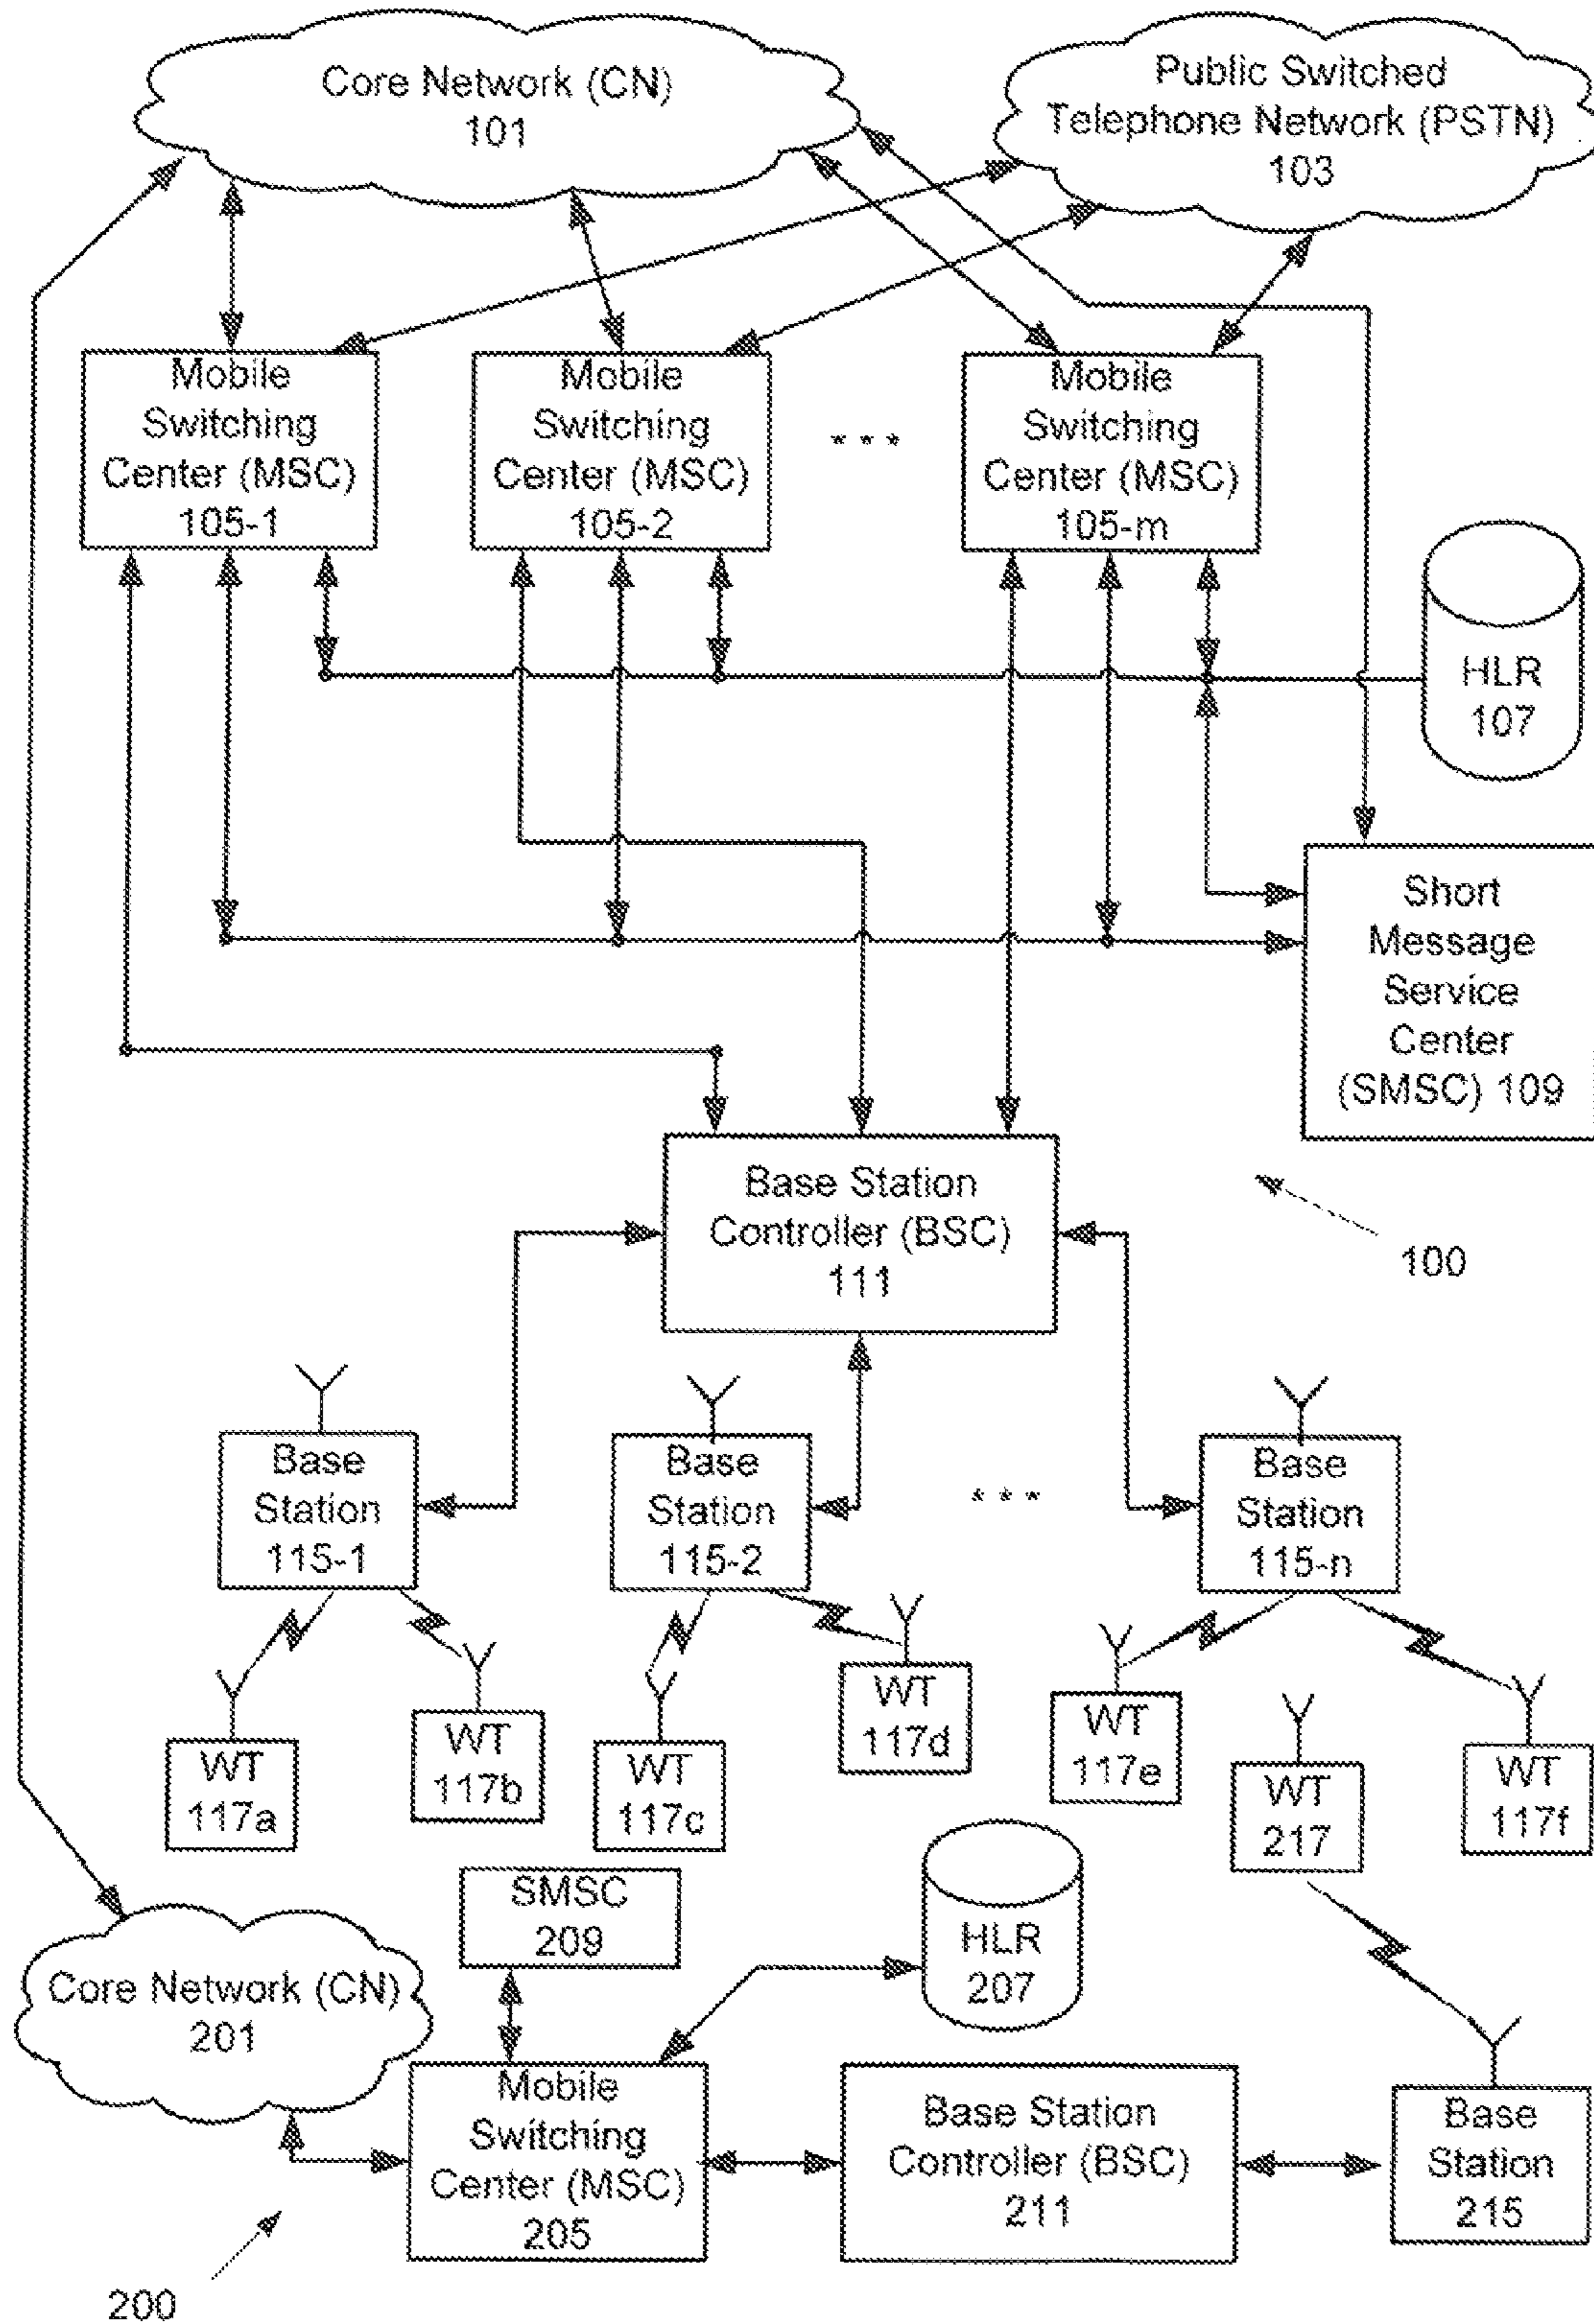 Core Network (CN)
101
Public Switched
Telephone Network (PSTN)
103
Mobile
Switching
Center (MSC)
105-1
Mobile
Switching
Center (MSC)
105-2
* * *
Mobile
Switching
Center (MSC)
105-m
HLR
107
Short
Message
Service
Center
(SMSC) 109
Base Station
Controller (BSC)
111
100
Base
Station
115-1
Base
Station
115-2
* * *
Base
Station
115-n
WT
117a
WT
117b
WT
117c
WT
117d
WT
117e
WT
217
WT
117f
SMSC
209
HLR
207
Core Network (CN)
201
Mobile
Switching
Center (MSC)
205
Base Station
Controller (BSC)
211
Base
Station
215
200